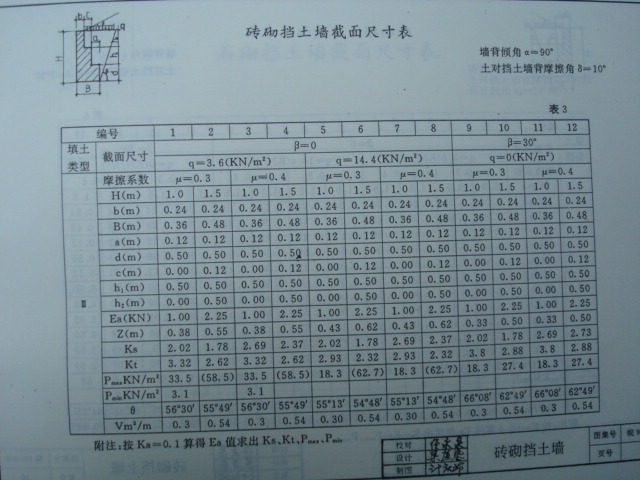 砖砌挡土墙截面尺寸表
墙背倾角α=90°
土对挡土墙背摩擦角δ=10°
表3
编号 1 2 3 4 5 6 7 8 9 10 11 12
填土类型 截面尺寸 β=0 β=30°
q=3.6(KN/m²) q=14.4(KN/m²) q=0(KN/m²)
摩擦系数 μ=0.3 μ=0.4 μ=0.3 μ=0.4 μ=0.3 μ=0.4
H(m) 1.0 1.5 1.0 1.5 1.0 1.5 1.0 1.5 1.0 1.5 1.0 1.5
b(m) 0.24 0.24 0.24 0.24 0.24 0.24 0.24 0.24 0.24 0.24 0.24 0.24
B(m) 0.36 0.48 0.36 0.48 0.36 0.48 0.36 0.48 0.36 0.48 0.36 0.48
a(m) 0.12 0.12 0.12 0.12 0.12 0.12 0.12 0.12 0.12 0.12 0.12 0.12
d(m) 0.50 0.50 0.50 0.50 0.50 0.50 0.50 0.50 0.50 0.50 0.50 0.50
c(m) 0.00 0.12 0.00 0.12 0.00 0.12 0.00 0.12 0.00 0.12 0.00 0.12
h₁(m) 0.50 0.50 0.50 0.50 0.50 0.50 0.50 0.50 0.50 0.50 0.50 0.50
Ⅱ h₂(m) 0.00 0.50 0.00 0.50 0.00 0.50 0.00 0.50 0.00 0.50 0.00 0.50
Ea(KN) 1.00 2.25 1.00 2.25 1.00 2.25 1.00 2.25 1.00 2.25 1.00 2.25
Z(m) 0.38 0.55 0.38 0.55 0.43 0.62 0.43 0.62 0.33 0.50 0.33 0.50
Ks 2.02 1.78 2.69 2.37 2.02 1.78 2.69 2.37 2.02 1.78 2.69 2.73
Kt 3.32 2.62 3.32 2.62 2.93 2.32 2.93 2.32 3.8 2.88 3.8 2.88
PmaxKN/m² 33.5 (58.5) 33.5 (58.5) 18.3 (62.7) 18.3 (62.7) 18.3 27.4 18.3 27.4
PminKN/m² 3.1 3.1
θ 56°30′ 55°49′ 56°30′ 55°49′ 55°13′ 54°48′ 55°13′ 54°48′ 66°08′ 62°49′ 66°08′ 62°49′
Vm³/m 0.3 0.54 0.3 0.54 0.30 0.54 0.30 0.54 0.3 0.54 0.3 0.54
附注:按Ka=0.1算得Ea值求出Ks、Kt、Pmax、Pmin
校对
设计
制图
砖砌挡土墙
图集号
页号